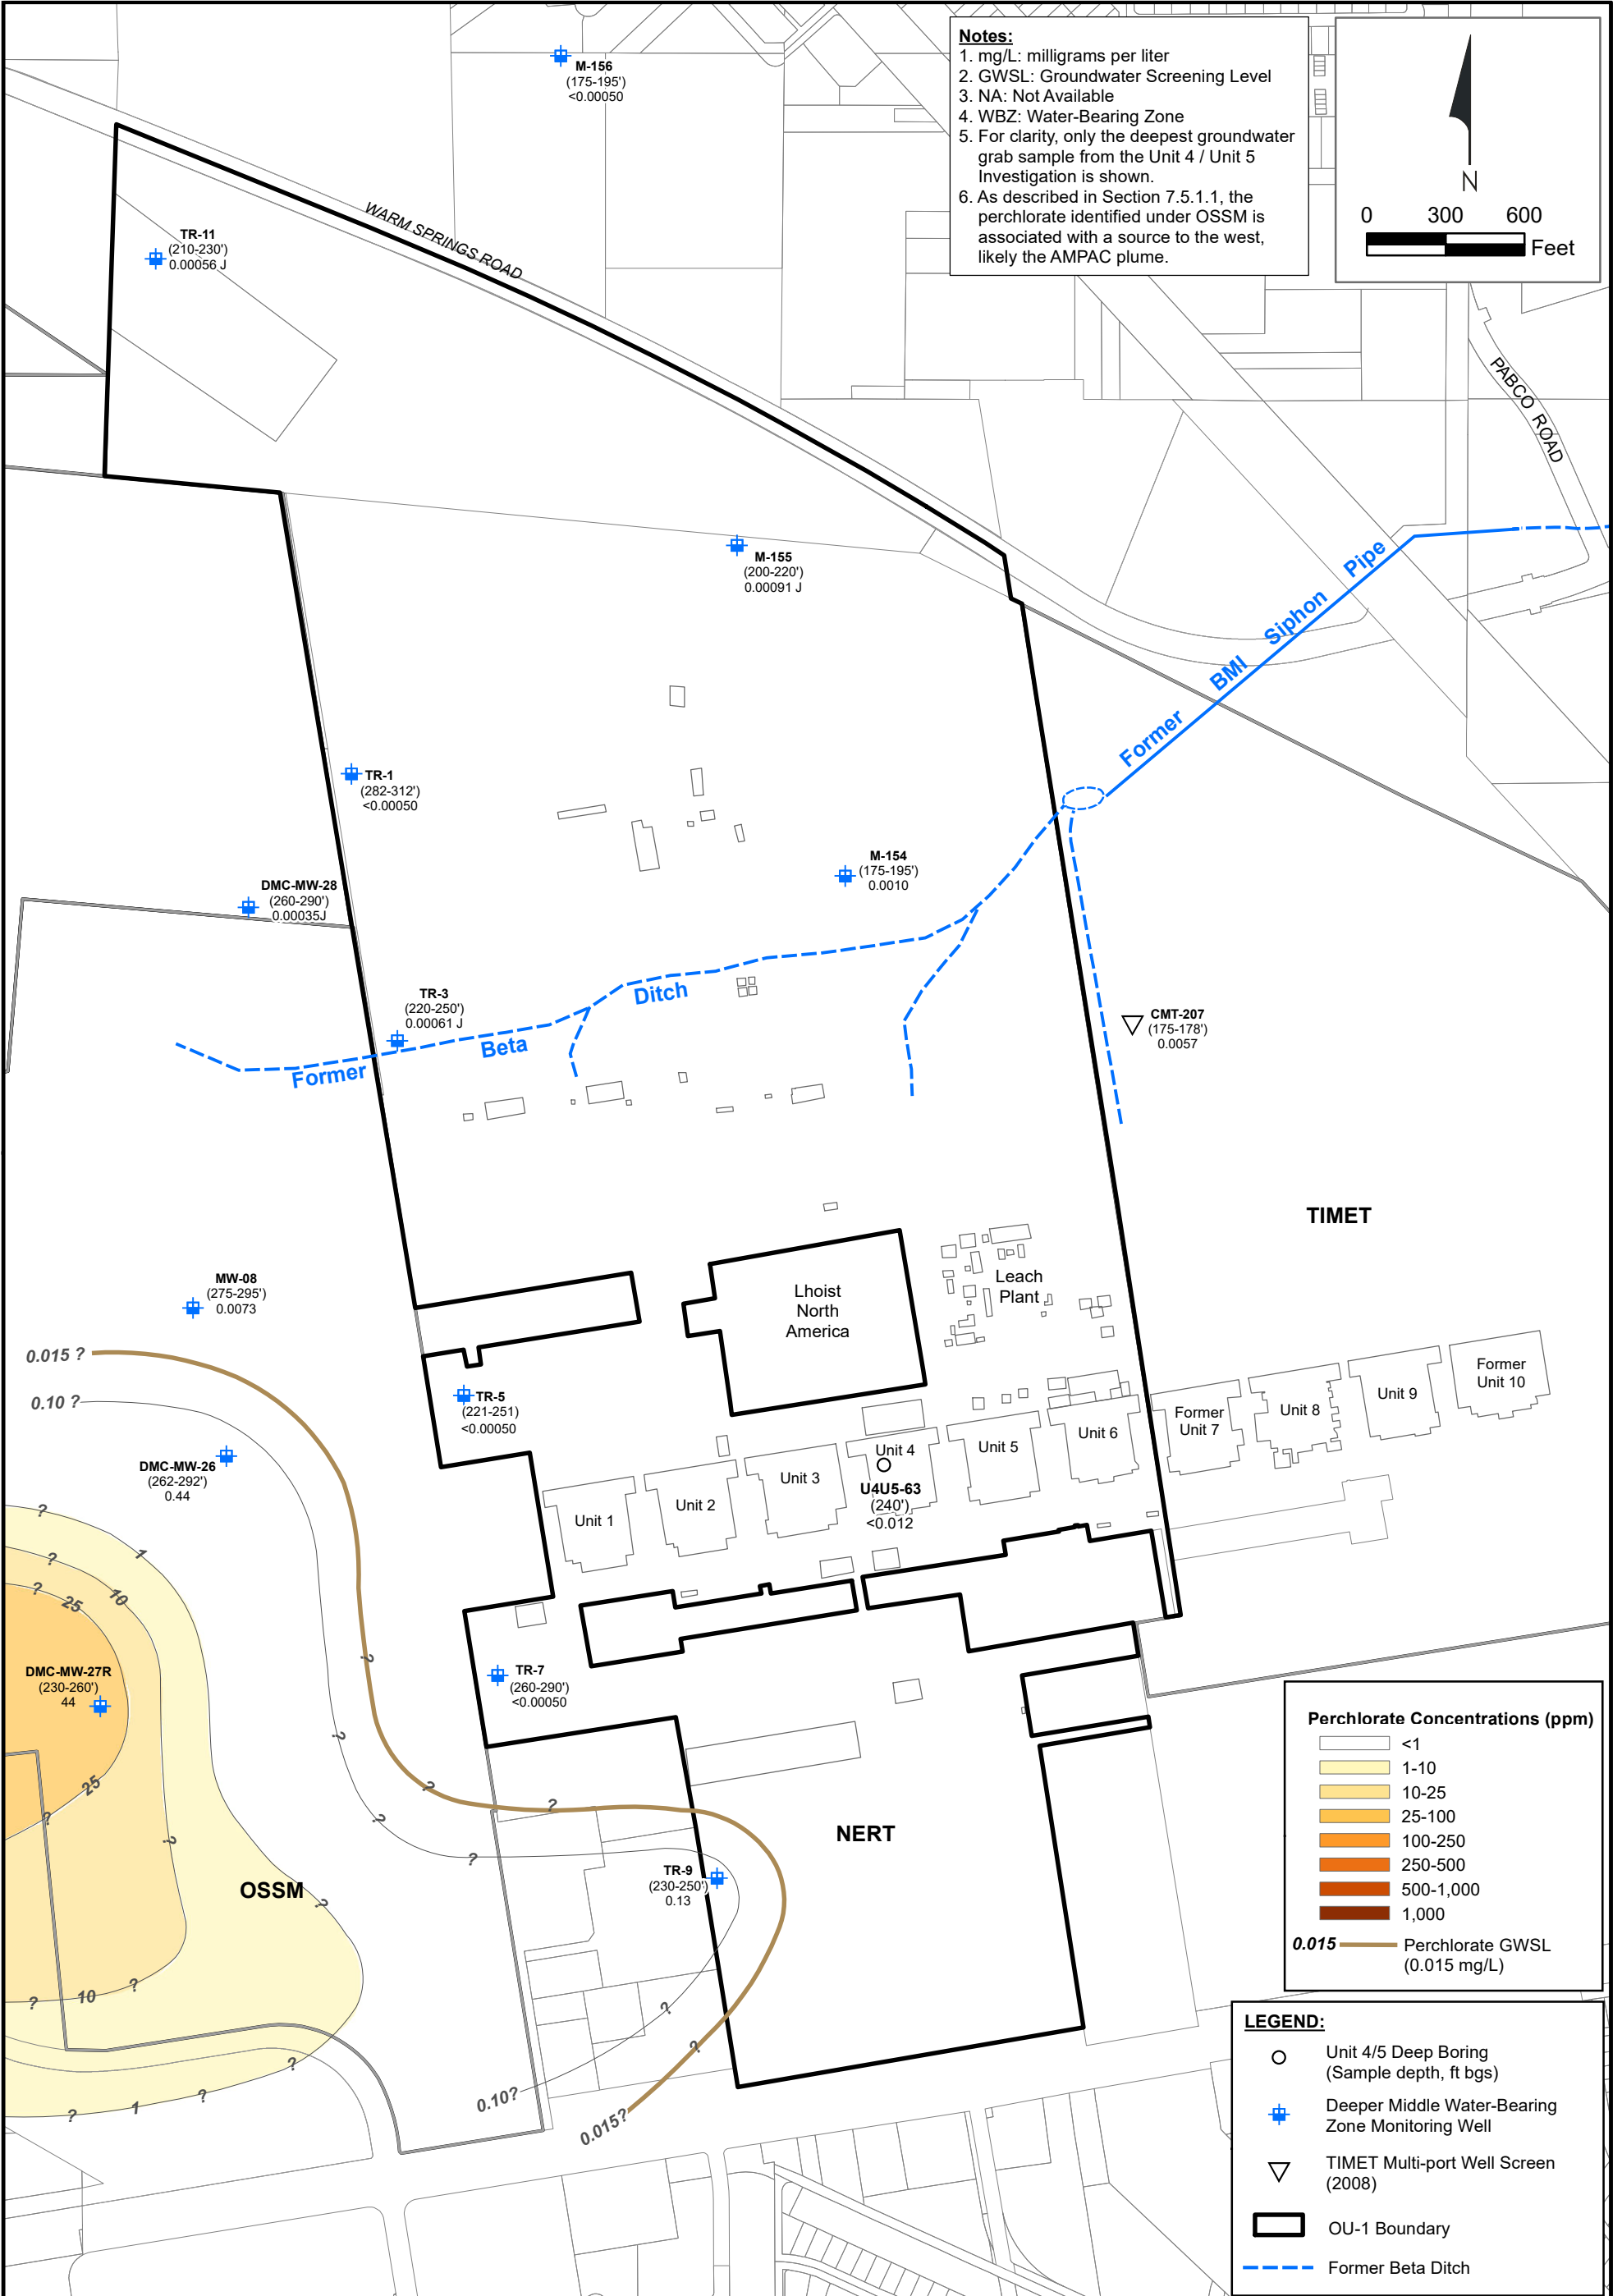 Notes:
1. mg/L: milligrams per liter
2. GWSL: Groundwater Screening Level
3. NA: Not Available
4. WBZ: Water-Bearing Zone
5. For clarity, only the deepest groundwater
grab sample from the Unit 4 / Unit 5
Investigation is shown.
6. As described in Section 7.5.1.1, the
perchlorate identified under OSSM is
associated with a source to the west,
likely the AMPAC plume.
N
0 300 600
Feet
M-156
(175-195')
<0.00050
TR-11
(210-230')
0.00056 J
WARM SPRINGS ROAD
PABCO ROAD
M-155
(200-220')
0.00091 J
Former BMI Siphon Pipe
TR-1
(282-312')
<0.00050
M-154
(175-195')
0.0010
DMC-MW-28
(260-290')
0.00035J
TR-3
(220-250')
0.00061 J
Former Beta Ditch
CMT-207
(175-178')
0.0057
TIMET
MW-08
(275-295')
0.0073
Lhoist
North
America
Leach
Plant
0.015 ?
0.10 ?
TR-5
(221-251)
<0.00050
DMC-MW-26
(262-292')
0.44
Unit 1
Unit 2
Unit 3
Unit 4
Unit 5
Unit 6
Former
Unit 7
Unit 8
Unit 9
Former
Unit 10
U4U5-63
(240')
<0.012
?
?
?
1
10
25
DMC-MW-27R
(230-260')
44
TR-7
(260-290')
<0.00050
?
?
25
?
?
?
?
?
?
NERT
TR-9
(230-250')
0.13
OSSM
?
?
10
?
?
?
?
1
?
?
0.10?
0.015?
Perchlorate Concentrations (ppm)
<1
1-10
10-25
25-100
100-250
250-500
500-1,000
1,000
0.015
Perchlorate GWSL
(0.015 mg/L)
LEGEND:
Unit 4/5 Deep Boring
(Sample depth, ft bgs)
Deeper Middle Water-Bearing
Zone Monitoring Well
TIMET Multi-port Well Screen
(2008)
OU-1 Boundary
Former Beta Ditch